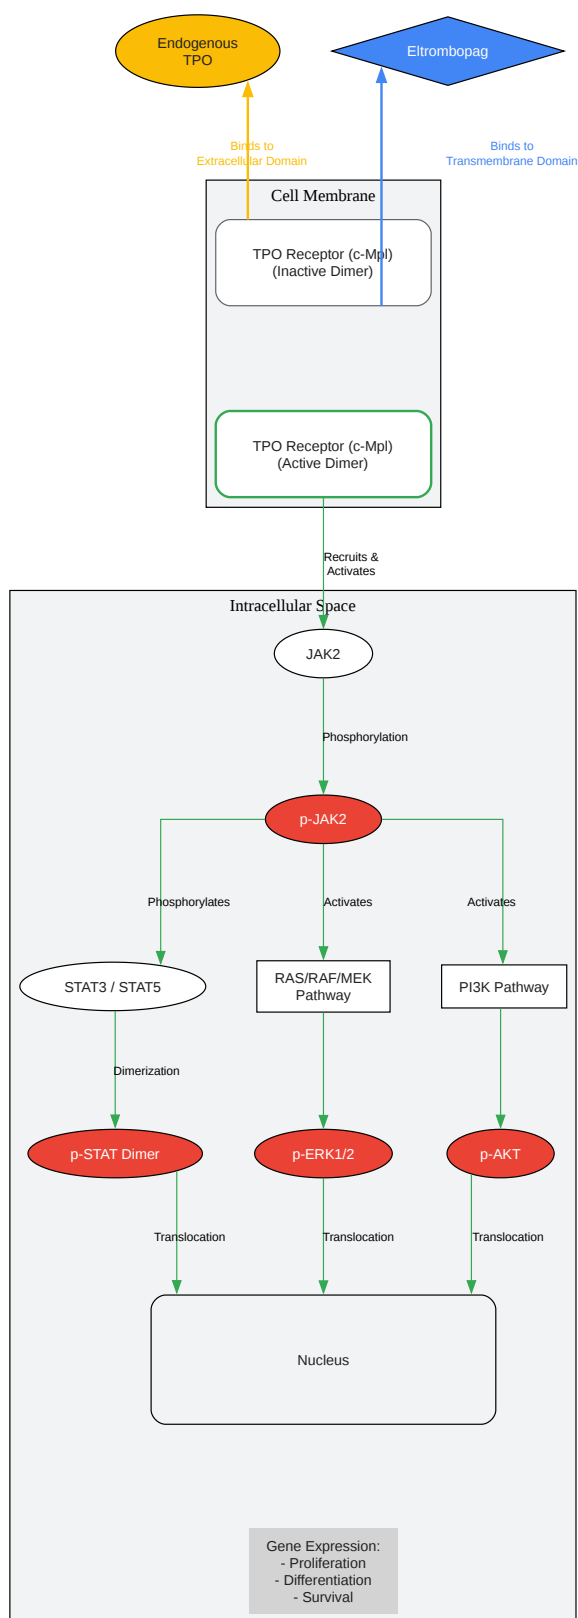 Endogenous
TPO
Eltrombopag
Binds to
Extracellular Domain
Binds to
Transmembrane Domain
Cell Membrane
TPO Receptor (c-Mpl)
(Inactive Dimer)
TPO Receptor (c-Mpl)
(Active Dimer)
Recruits &
Activates
Intracellular Space
JAK2
Phosphorylation
p-JAK2
Phosphorylates
Activates
Activates
STAT3 / STAT5
RAS/RAF/MEK
Pathway
PI3K Pathway
Dimerization
p-STAT Dimer
p-ERK1/2
p-AKT
Translocation
Translocation
Translocation
Nucleus
Gene Expression:
- Proliferation
- Differentiation
- Survival